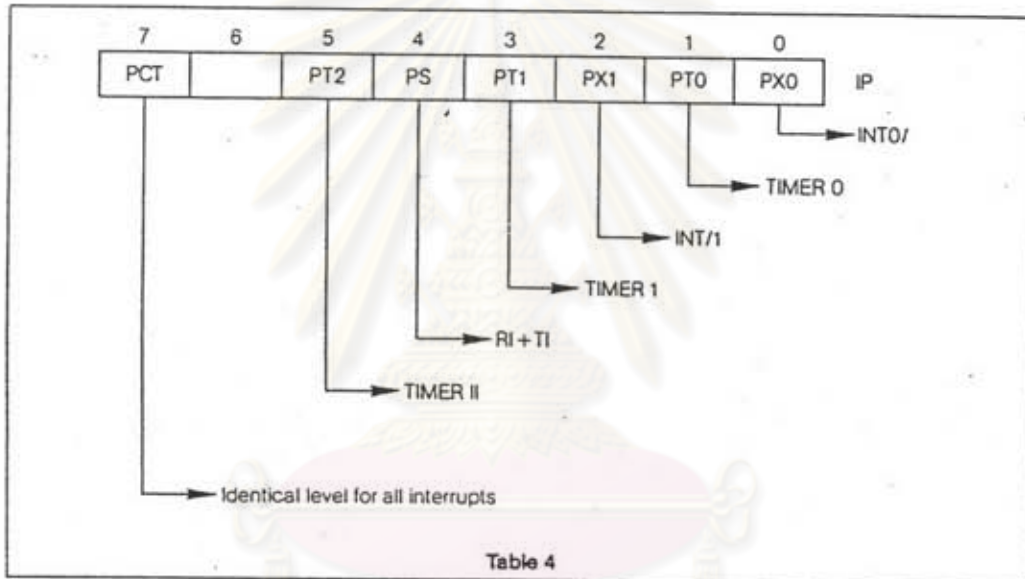 7 6 5 4 3 2 1 0
PCT PT2 PS PT1 PX1 PT0 PX0 IP
INT0/
TIMER 0
INT/1
TIMER 1
RI + TI
TIMER II
Identical level for all interrupts
Table 4